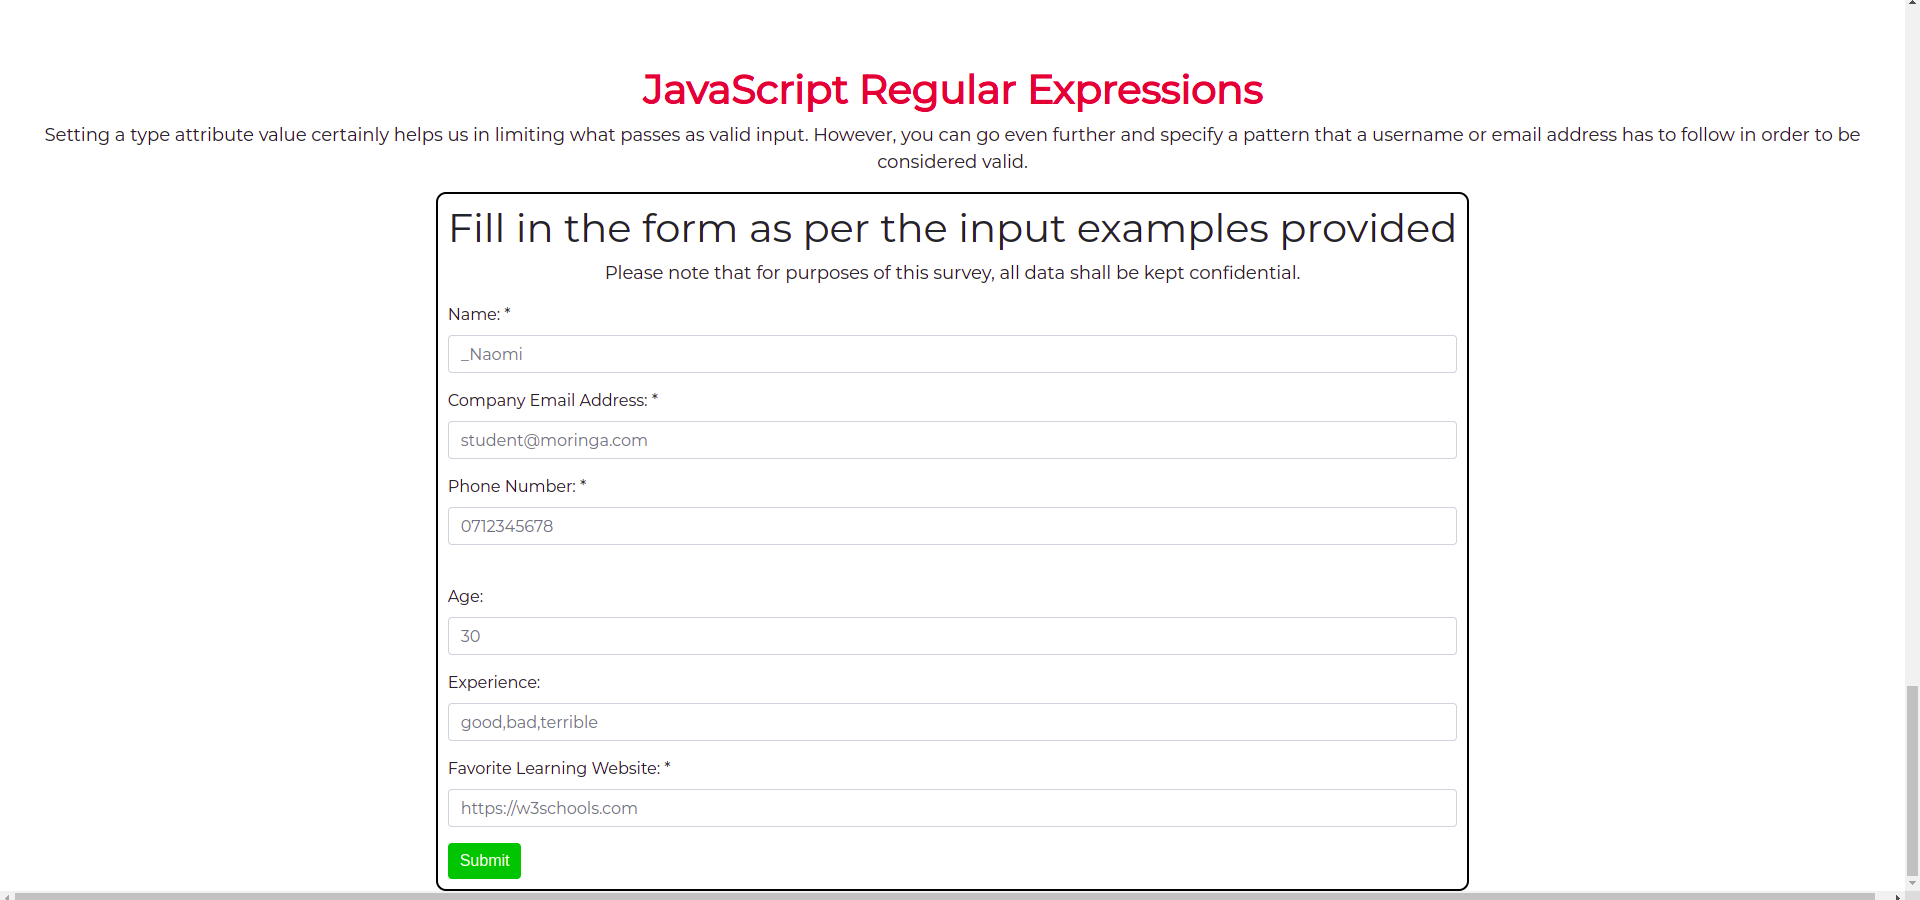 JavaScript Regular Expressions
Setting a type attribute value certainly helps us in limiting what passes as valid input. However, you can go even further and specify a pattern that a username or email address has to follow in order to be
considered valid.
Fill in the form as per the input examples provided
Please note that for purposes of this survey, all data shall be kept confidential.
Name: *
_Naomi
Company Email Address: *
student@moringa.com
Phone Number: *
0712345678
Age:
30
Experience:
good,bad,terrible
Favorite Learning Website: *
https://w3schools.com
Submit